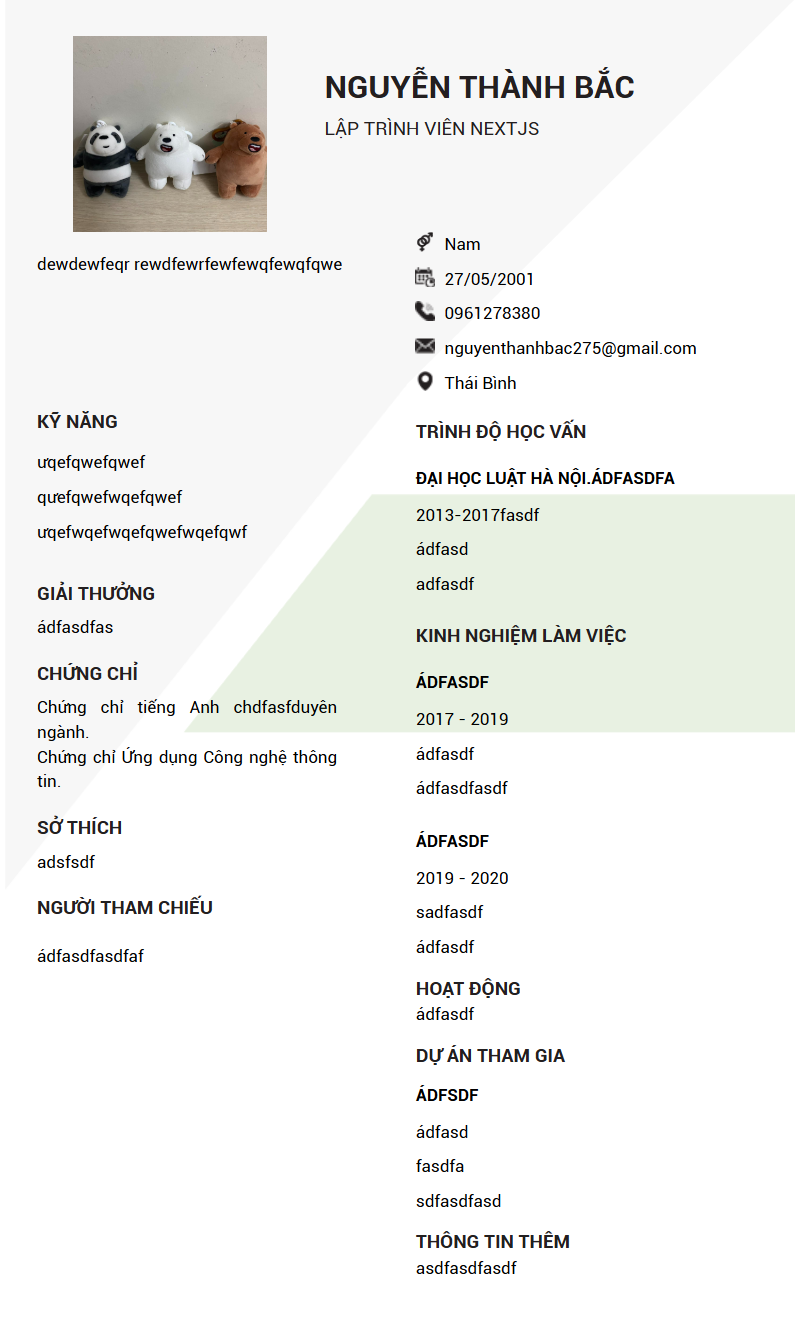 NGUYỄN THÀNH BẮC
LẬP TRÌNH VIÊN NEXTJS
dewdewfeqr rewdfewrfewfewqfewqfqwe
KỸ NĂNG
ưqefqwefqwef
qưefqwefwqefqwef
ưqefwqefwqefqwefwqefqwf
GIẢI THƯỞNG
ádfasdfas
CHỨNG CHỈ
Chứng chỉ tiếng Anh chdfasfduyên
ngành.
Chứng chỉ Ứng dụng Công nghệ thông
tin.
SỞ THÍCH
adsfsdf
NGƯỜI THAM CHIẾU
ádfasdfasdfaf
Nam
27/05/2001
0961278380
nguyenthanhbac275@gmail.com
Thái Bình
TRÌNH ĐỘ HỌC VẤN
ĐẠI HỌC LUẬT HÀ NỘI.ÁDFASDFA
2013-2017fasdf
ádfasd
adfasdf
KINH NGHIỆM LÀM VIỆC
ÁDFASDF
2017 - 2019
ádfasdf
ádfasdfasdf
ÁDFASDF
2019 - 2020
sadfasdf
ádfasdf
HOẠT ĐỘNG
ádfasdf
DỰ ÁN THAM GIA
ÁDFSDF
ádfasd
fasdfa
sdfasdfasd
THÔNG TIN THÊM
asdfasdfasdf